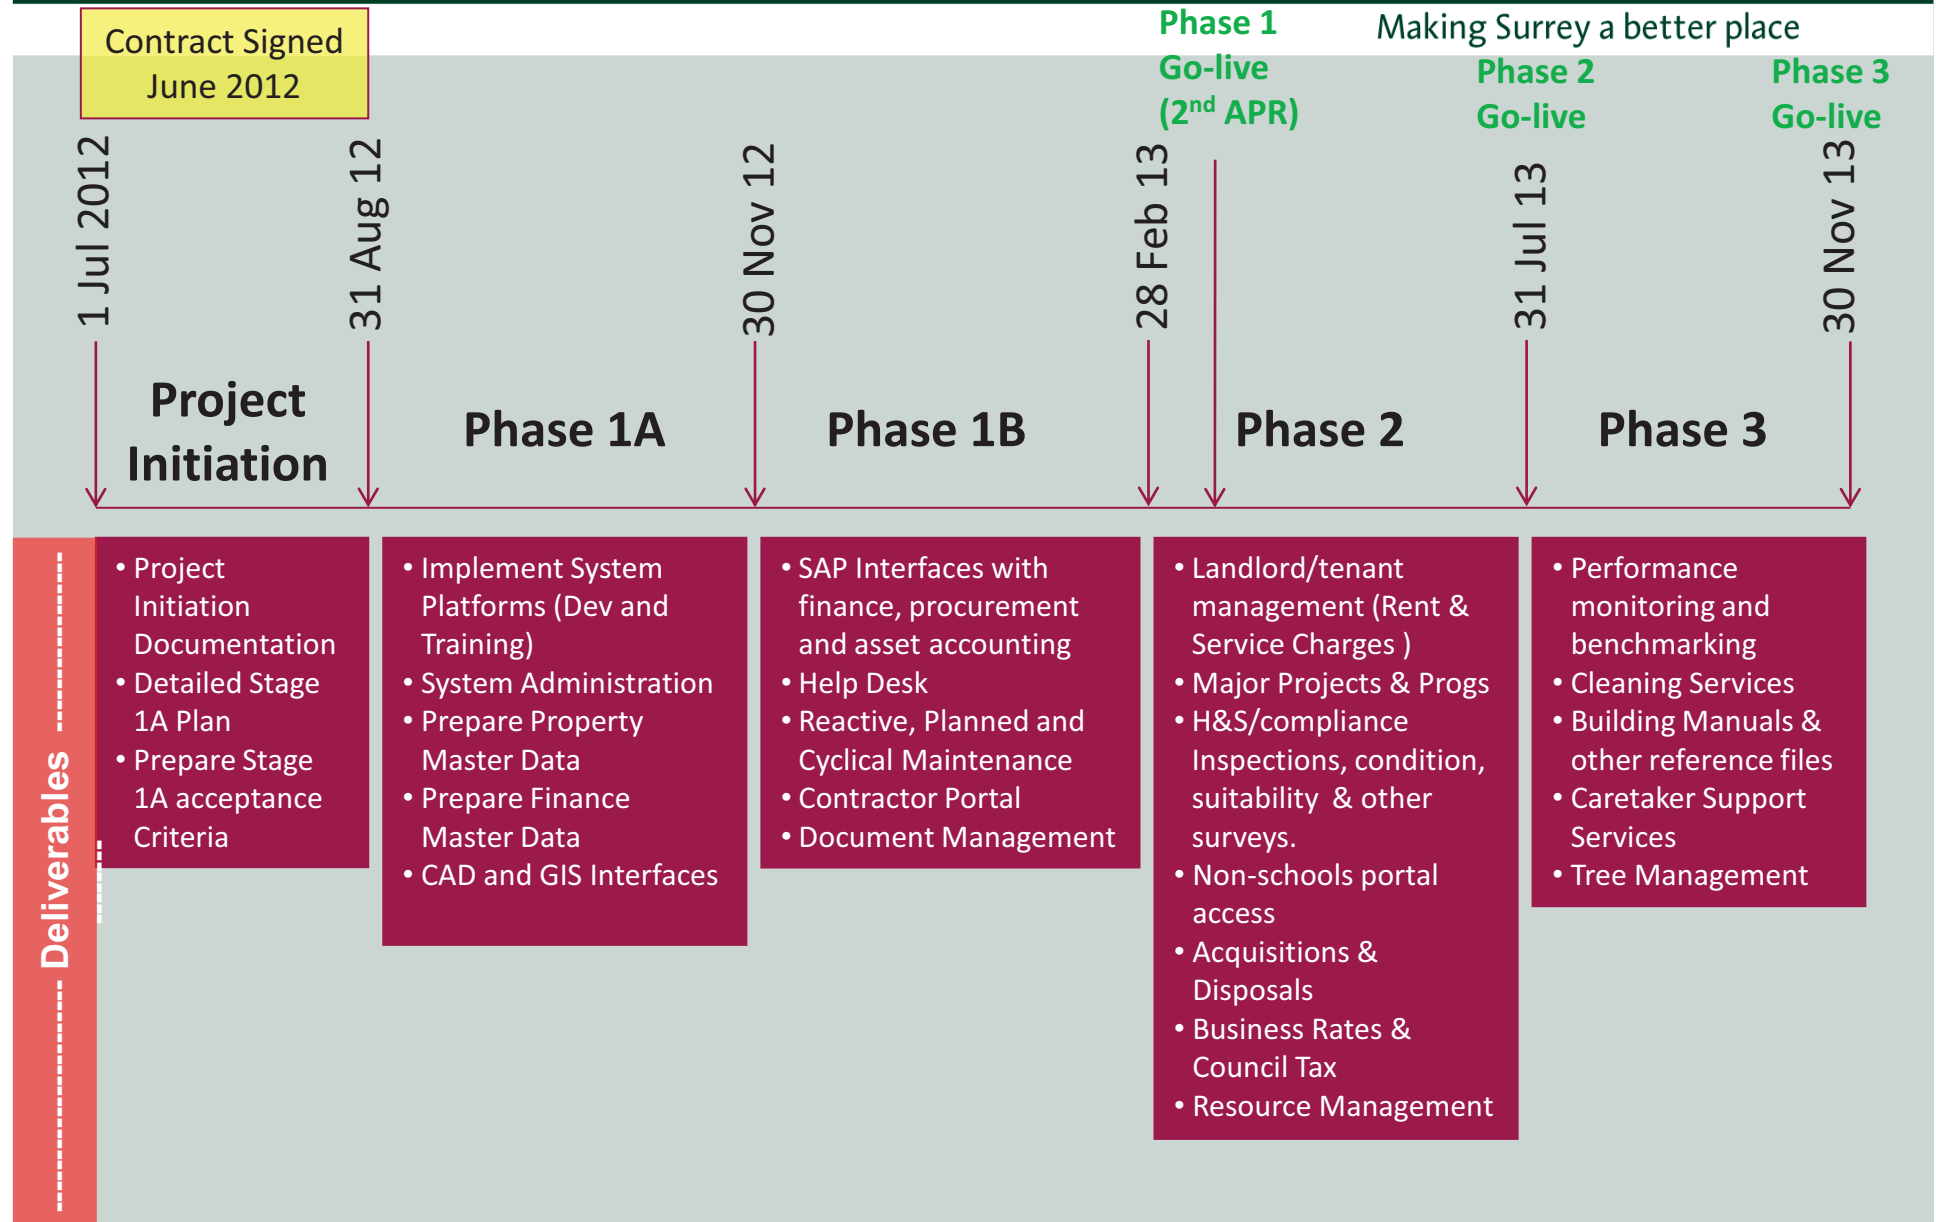 Making Surrey a better place
Contract Signed
June 2012
Phase 1
Go-live
(2nd APR)
Phase 2
Go-live
Phase 3
Go-live
1 Jul 2012
31 Aug 12
30 Nov 12
28 Feb 13
31 Jul 13
30 Nov 13
Project
Initiation
Phase 1A
Phase 1B
Phase 2
Phase 3
Deliverables
• Project
Initiation
Documentation
• Detailed Stage
1A Plan
• Prepare Stage
1A acceptance
Criteria
• Implement System
Platforms (Dev and
Training)
• System Administration
• Prepare Property
Master Data
• Prepare Finance
Master Data
• CAD and GIS Interfaces
• SAP Interfaces with
finance, procurement
and asset accounting
• Help Desk
• Reactive, Planned and
Cyclical Maintenance
• Contractor Portal
• Document Management
• Landlord/tenant
management (Rent &
Service Charges )
• Major Projects & Progs
• H&S/compliance
Inspections, condition,
suitability & other
surveys.
• Non-schools portal
access
• Acquisitions &
Disposals
• Business Rates &
Council Tax
• Resource Management
• Performance
monitoring and
benchmarking
• Cleaning Services
• Building Manuals &
other reference files
• Caretaker Support
Services
• Tree Management